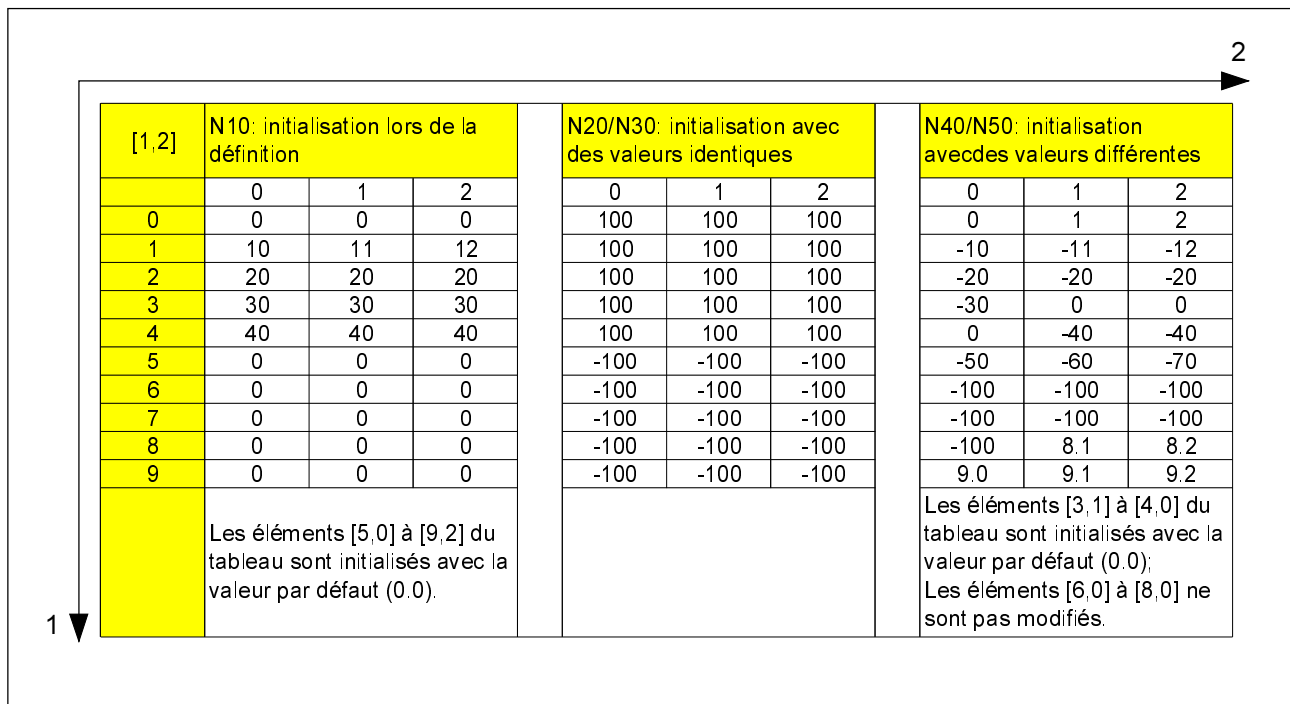 2
[1,2] N10: initialisation lors de la définition N20/N30: initialisation avec des valeurs identiques N40/N50: initialisation avecdes valeurs différentes
0 1 2 0 1 2 0 1 2
0 0 0 0 100 100 100 0 1 2
1 10 11 12 100 100 100 -10 -11 -12
2 20 20 20 100 100 100 -20 -20 -20
3 30 30 30 100 100 100 -30 0 0
4 40 40 40 100 100 100 0 -40 -40
5 0 0 0 -100 -100 -100 -50 -60 -70
6 0 0 0 -100 -100 -100 -100 -100 -100
7 0 0 0 -100 -100 -100 -100 -100 -100
8 0 0 0 -100 -100 -100 -100 8.1 8.2
9 0 0 0 -100 -100 -100 9.0 9.1 9.2
Les éléments [5,0] à [9,2] du
tableau sont initialisés avec la
valeur par défaut (0.0).
Les éléments [3,1] à [4,0] du
tableau sont initialisés avec la
valeur par défaut (0.0);
Les éléments [6,0] à [8,0] ne
sont pas modifiés.
1